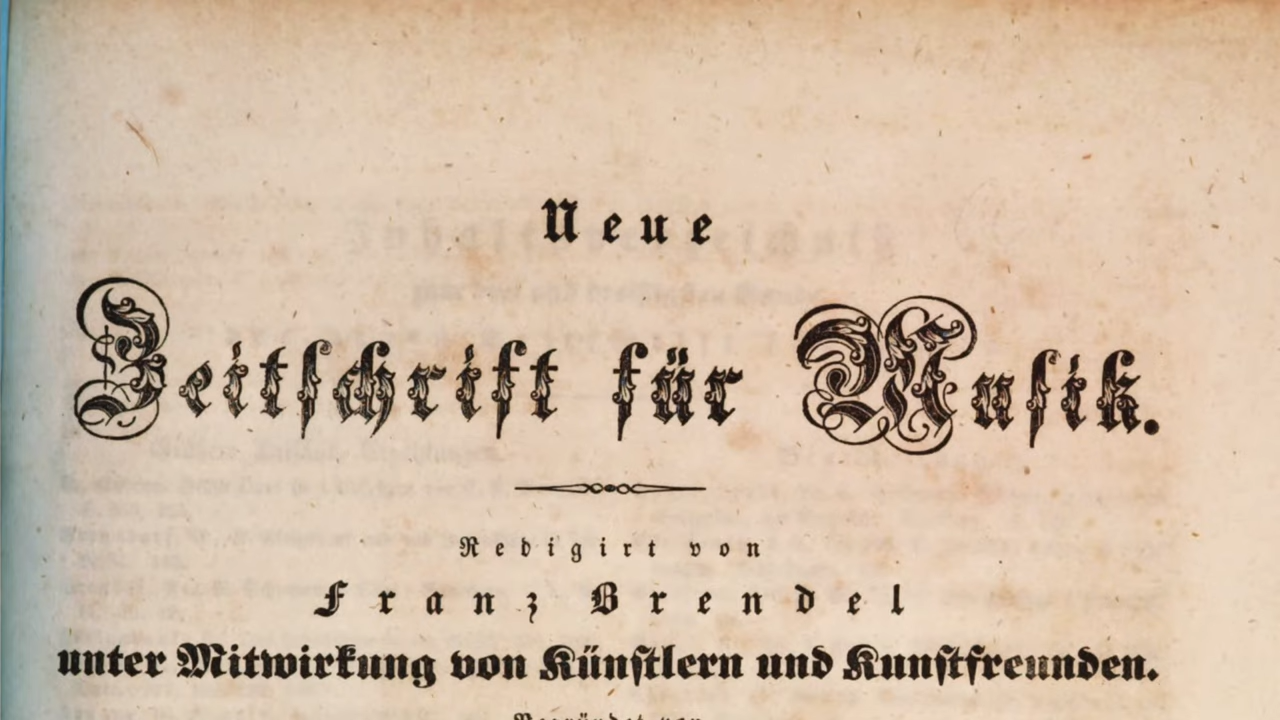 Neue
Zeitschrift für Musik.
Redigirt von
Franz Brendel
unter Mitwirkung von Künstlern und Kunstfreunden.